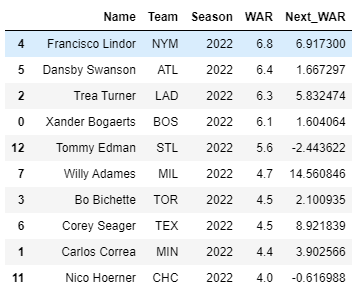 Name Team Season WAR Next_WAR
4 Francisco Lindor NYM 2022 6.8 6.917300
5 Dansby Swanson ATL 2022 6.4 1.667297
2 Trea Turner LAD 2022 6.3 5.832474
0 Xander Bogaerts BOS 2022 6.1 1.604064
12 Tommy Edman STL 2022 5.6 -2.443622
7 Willy Adames MIL 2022 4.7 14.560846
3 Bo Bichette TOR 2022 4.5 2.100935
6 Corey Seager TEX 2022 4.5 8.921839
1 Carlos Correa MIN 2022 4.4 3.902566
11 Nico Hoerner CHC 2022 4.0 -0.616988